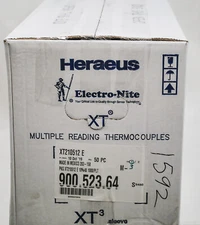 Heraeus
Electro-Nite
XT
MULTIPLE READING THERMOCOUPLES
XT210512 E
50 PC
900.523.64
1592
XT³ sleeve